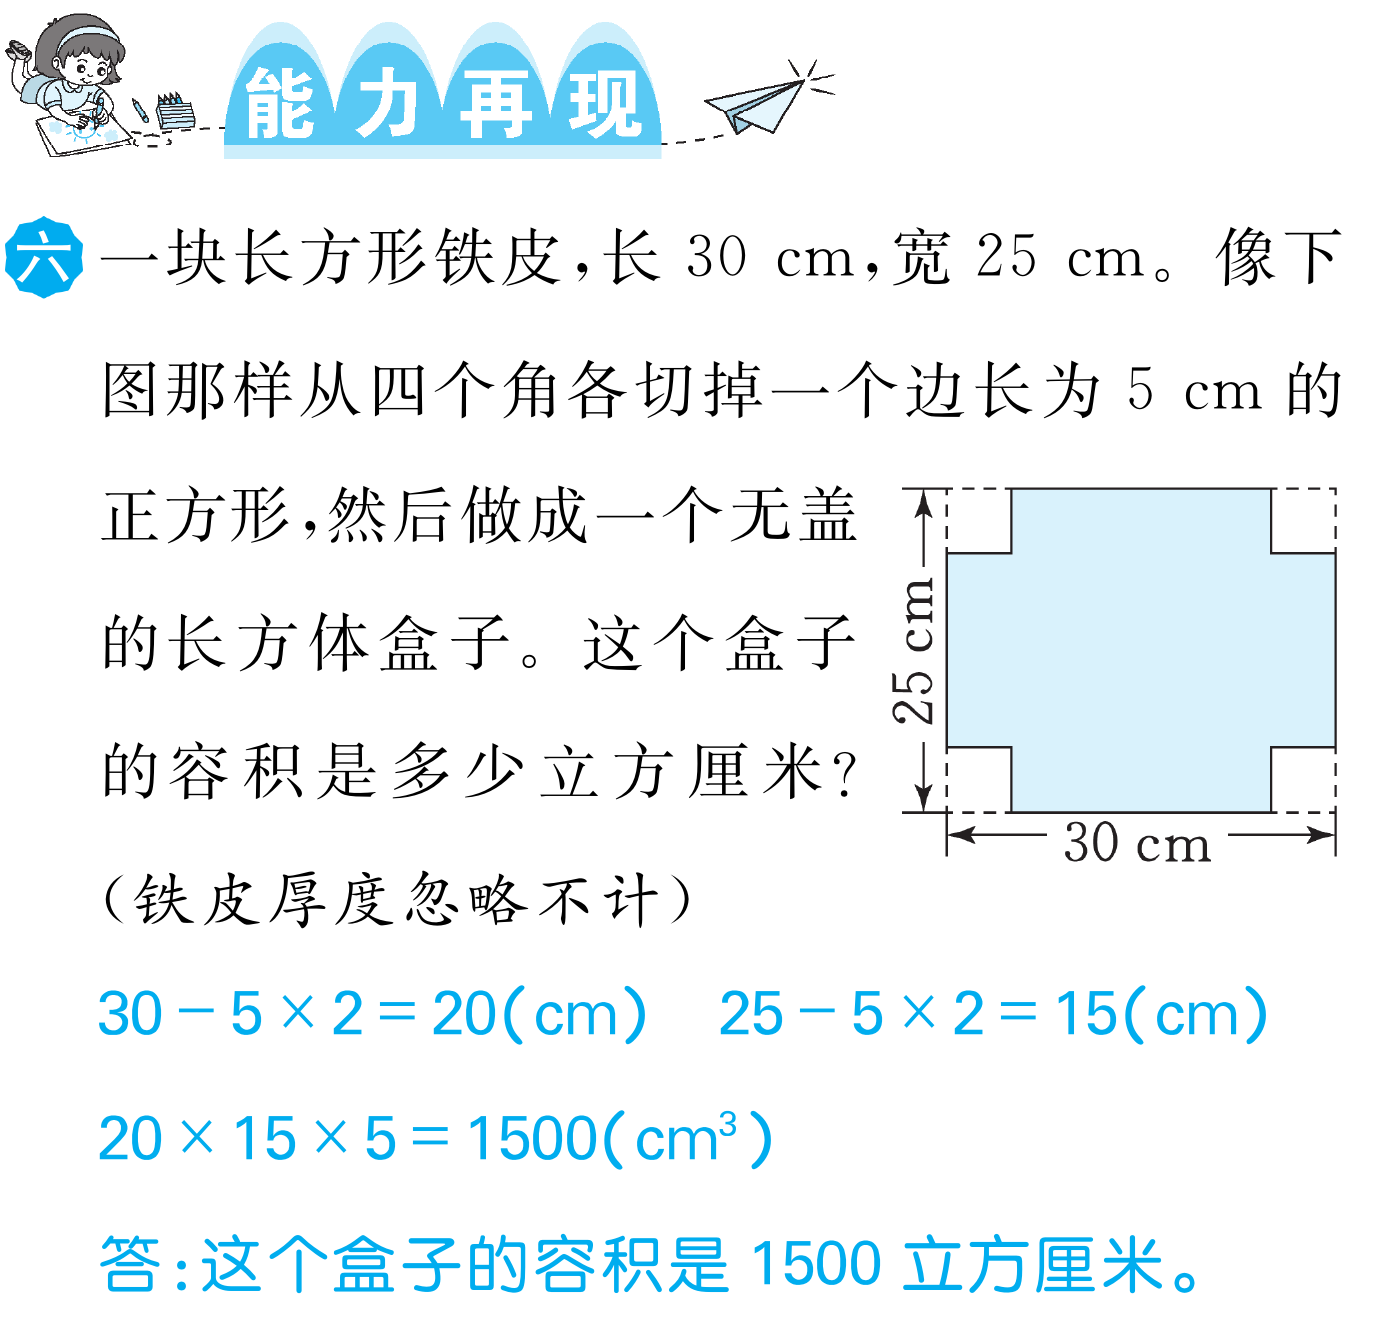 能力再现
六 一块长方形铁皮,长 30 cm,宽 25 cm。像下
图那样从四个角各切掉一个边长为 5 cm 的
正方形,然后做成一个无盖
的长方体盒子。这个盒子
的容积是多少立方厘米?
(铁皮厚度忽略不计)
25 cm
30 cm
30-5×2=20(cm) 25-5×2=15(cm)
20×15×5=1500(cm³)
答:这个盒子的容积是 1500 立方厘米。